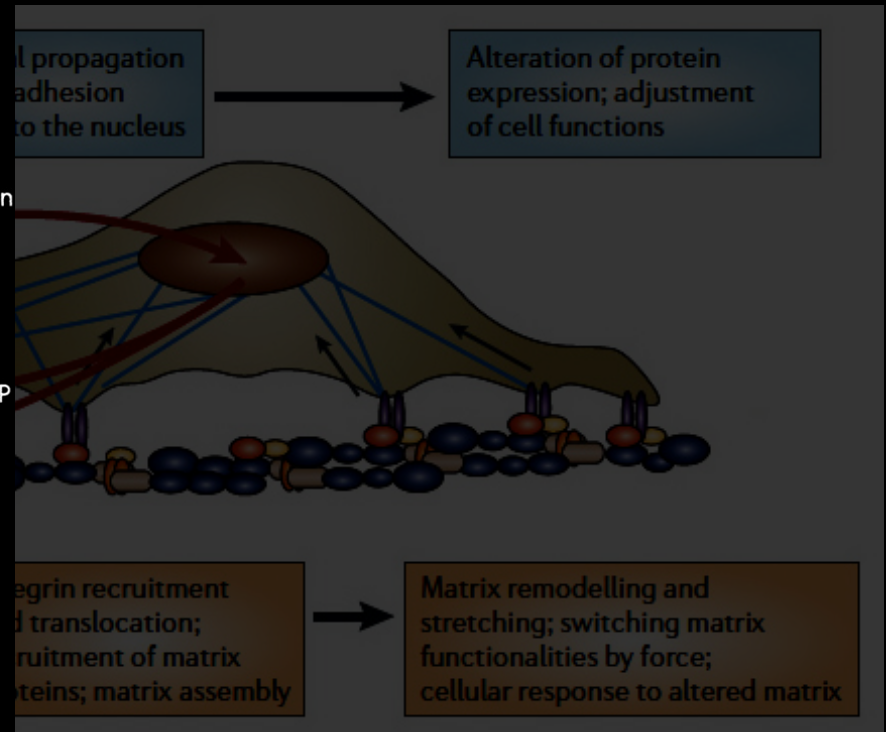 l propagation
adhesion
to the nucleus
Alteration of protein
expression; adjustment
of cell functions
n
P
egrin recruitment
d translocation;
ruitment of matrix
teins; matrix assembly
Matrix remodelling and
stretching; switching matrix
functionalities by force;
cellular response to altered matrix